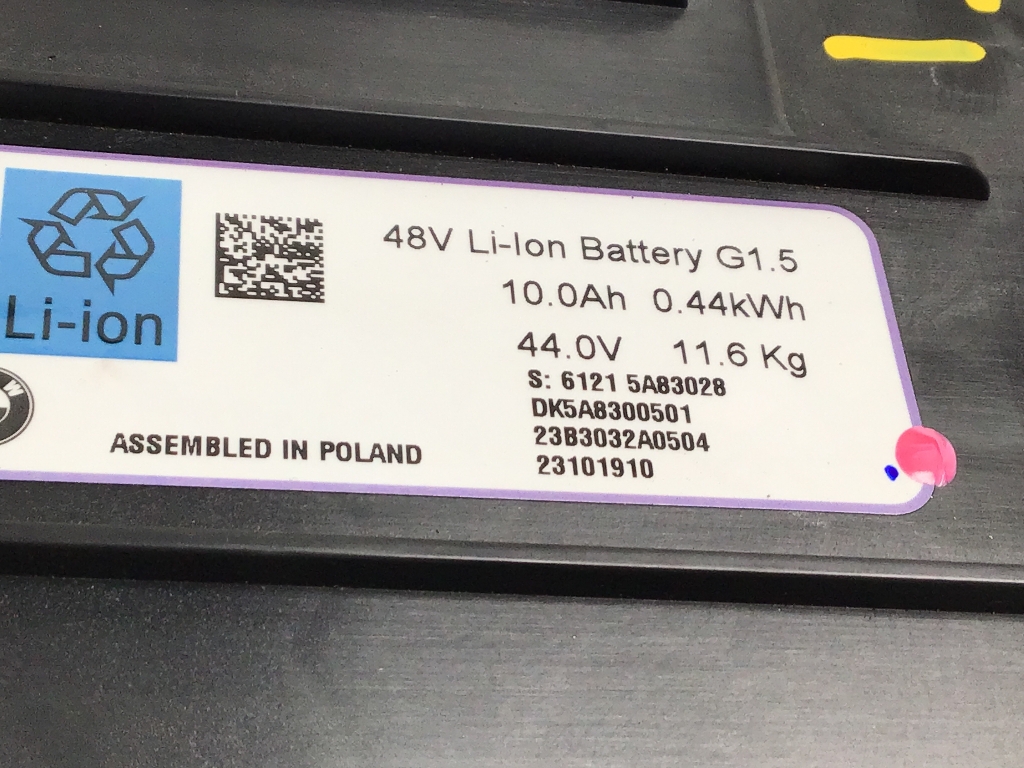 Li-ion
W
48V Li-Ion Battery G1.5
10.0Ah 0.44kWh
44.0V 11.6 Kg
S: 6121 5A83028
DK5A8300501
23B3032A0504
23101910
ASSEMBLED IN POLAND